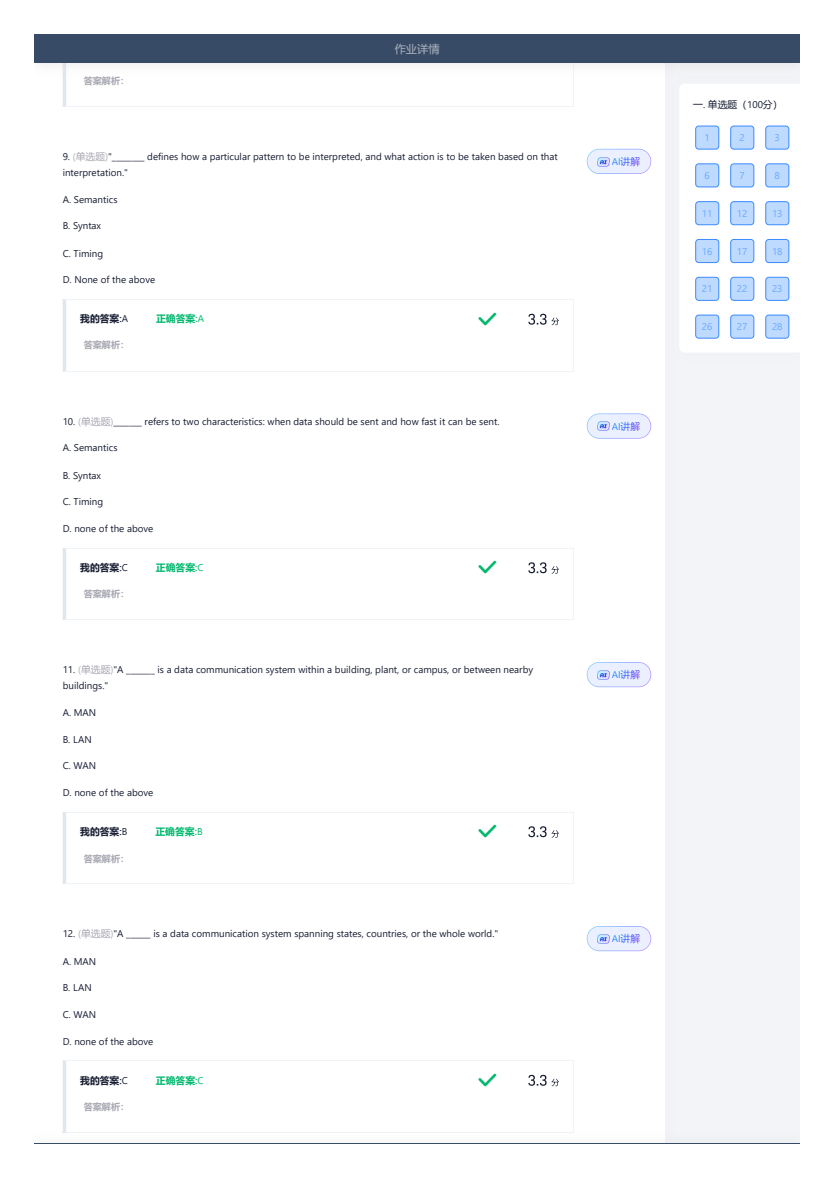 作业详情
答案解析：
一. 单选题（100分）
1 2 3
6 7 8
11 12 13
16 17 18
21 22 23
26 27 28
9. (单选题)"_______ defines how a particular pattern to be interpreted, and what action is to be taken based on that
interpretation."
AI AI讲解
A. Semantics
B. Syntax
C. Timing
D. None of the above
我的答案:A 正确答案:A 3.3 分
答案解析：
10. (单选题)______ refers to two characteristics: when data should be sent and how fast it can be sent.
AI AI讲解
A. Semantics
B. Syntax
C. Timing
D. none of the above
我的答案:C 正确答案:C 3.3 分
答案解析：
11. (单选题)"A ______ is a data communication system within a building, plant, or campus, or between nearby
buildings."
AI AI讲解
A. MAN
B. LAN
C. WAN
D. none of the above
我的答案:B 正确答案:B 3.3 分
答案解析：
12. (单选题)"A _____ is a data communication system spanning states, countries, or the whole world."
AI AI讲解
A. MAN
B. LAN
C. WAN
D. none of the above
我的答案:C 正确答案:C 3.3 分
答案解析：